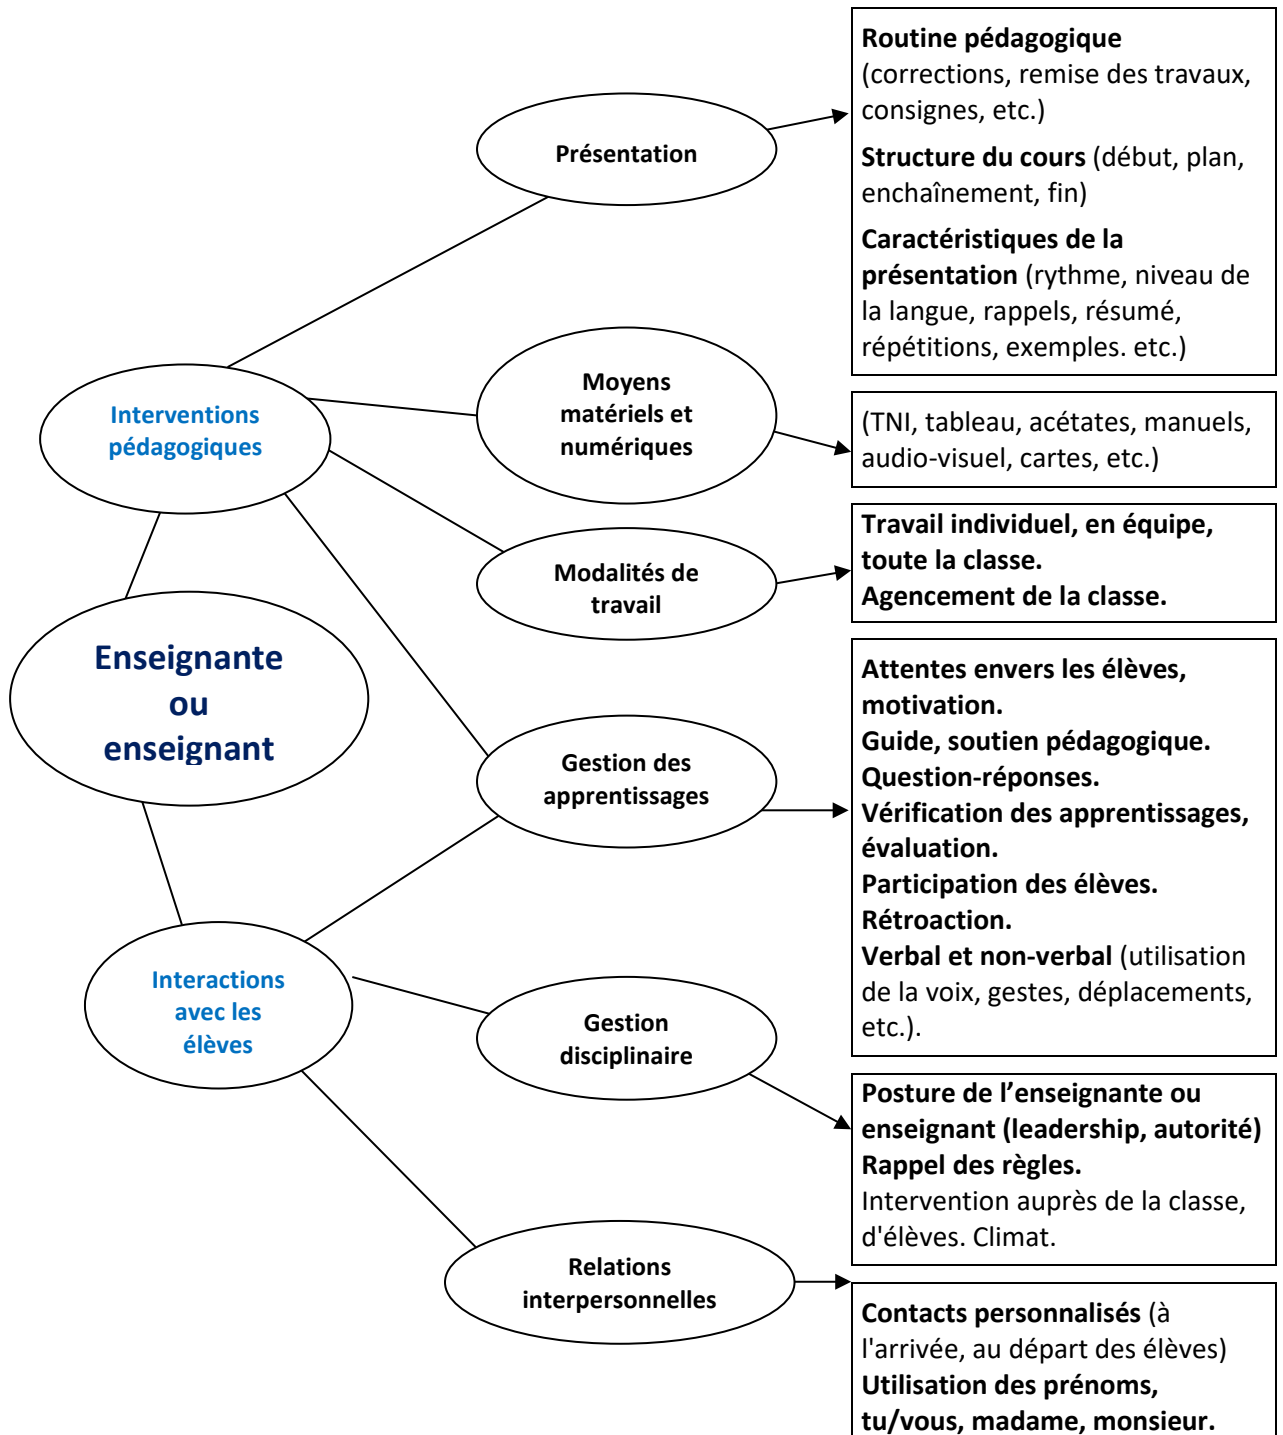 Routine pédagogique
(corrections, remise des travaux,
consignes, etc.)
Structure du cours (début, plan,
enchaînement, fin)
Caractéristiques de la
présentation (rythme, niveau de
la langue, rappels, résumé,
répétitions, exemples. etc.)
Présentation
Moyens
matériels et
numériques
Interventions
pédagogiques
(TNI, tableau, acétates, manuels,
audio-visuel, cartes, etc.)
Modalités de
travail
Travail individuel, en équipe,
toute la classe.
Agencement de la classe.
Enseignante
ou
enseignant
Gestion des
apprentissages
Attentes envers les élèves,
motivation.
Guide, soutien pédagogique.
Question-réponses.
Vérification des apprentissages,
évaluation.
Participation des élèves.
Rétroaction.
Verbal et non-verbal (utilisation
de la voix, gestes, déplacements,
etc.).
Interactions
avec les
élèves
Gestion
disciplinaire
Posture de l’enseignante ou
enseignant (leadership, autorité)
Rappel des règles.
Intervention auprès de la classe,
d'élèves. Climat.
Relations
interpersonnelles
Contacts personnalisés (à
l'arrivée, au départ des élèves)
Utilisation des prénoms,
tu/vous, madame, monsieur.